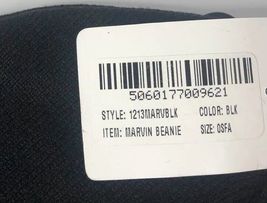 5060177009621
STYLE: 1213MARVBLK COLOR: BLK
ITEM: MARVIN BEANIE SIZE: OSFA